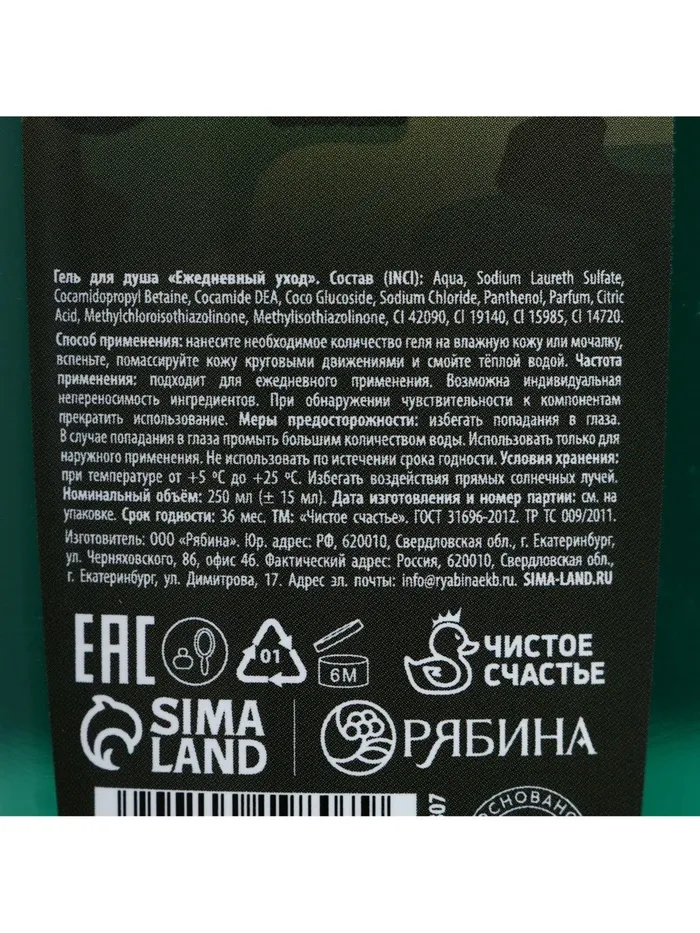 Гель для душа «Ежедневный уход». Состав (INCI): Aqua, Sodium Laureth Sulfate,
Cocamidopropyl Betaine, Cocamide DEA, Coco Glucoside, Sodium Chloride, Panthenol, Parfum, Citric
Acid, Methylchloroisothiazolinone, Methylisothiazolinone, CI 42090, CI 19140, CI 15985, CI 14720.
Способ применения: нанесите необходимое количество геля на влажную кожу или мочалку,
вспеньте, помассируйте кожу круговыми движениями и смойте тёплой водой. Частота
применения: подходит для ежедневного применения. Возможна индивидуальная
непереносимость ингредиентов. При обнаружении чувствительности к компонентам
прекратить использование. Меры предосторожности: избегать попадания в глаза.
В случае попадания в глаза промыть большим количеством воды. Использовать только для
наружного применения. Не использовать по истечении срока годности. Условия хранения:
при температуре от +5 ºC до +25 ºC. Избегать воздействия прямых солнечных лучей.
Номинальный объём: 250 мл (± 15 мл). Дата изготовления и номер партии: см. на
упаковке. Срок годности: 36 мес. ТМ: «Чистое счастье». ГОСТ 31696-2012. ТР ТС 009/2011.
Изготовитель: ООО «Рябина». Юр. адрес: РФ, 620010, Свердловская обл., г. Екатеринбург,
ул. Черняховского, 86, офис 46. Фактический адрес: Россия, 620010, Свердловская обл.,
г. Екатеринбург, ул. Димитрова, 17. Адрес эл. почты: info@ryabinaekb.ru. SIMA-LAND.RU
EAC
01
6M
ЧИСТОЕ
СЧАСТЬЕ
SIMA
LAND
РЯБИНА
ОСНОВАНО